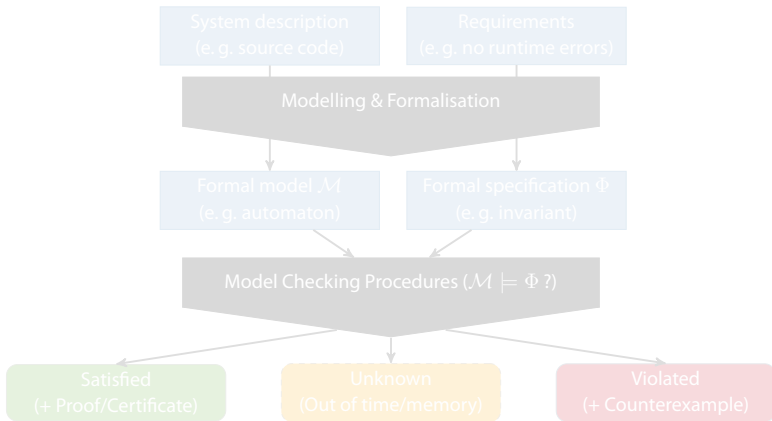 System description
(e. g. source code)
Requirements
(e. g. no runtime errors)
Modelling & Formalisation
Formal model ℳ
(e. g. automaton)
Formal specification Φ
(e. g. invariant)
Model Checking Procedures (ℳ ⊨ Φ ?)
Satisfied
(+ Proof/Certificate)
Unknown
(Out of time/memory)
Violated
(+ Counterexample)